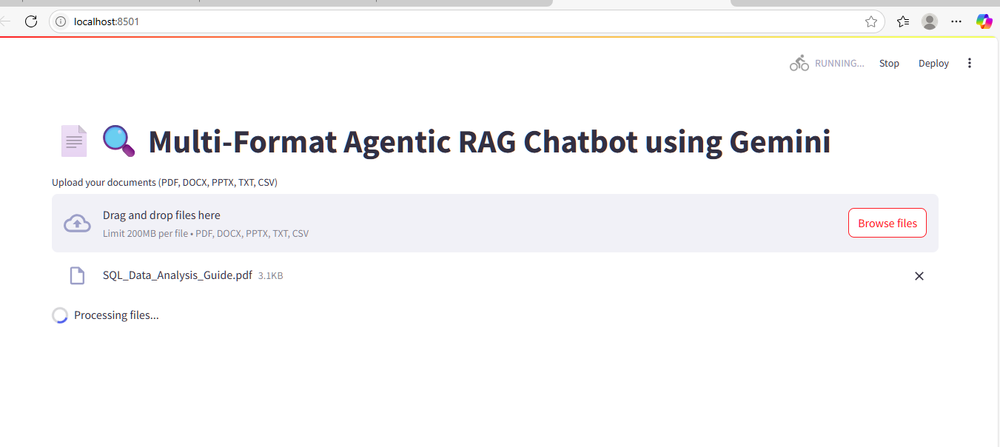 localhost:8501
RUNNING... Stop Deploy
Multi-Format Agentic RAG Chatbot using Gemini
Upload your documents (PDF, DOCX, PPTX, TXT, CSV)
Drag and drop files here
Limit 200MB per file • PDF, DOCX, PPTX, TXT, CSV
Browse files
SQL_Data_Analysis_Guide.pdf 3.1KB
Processing files...